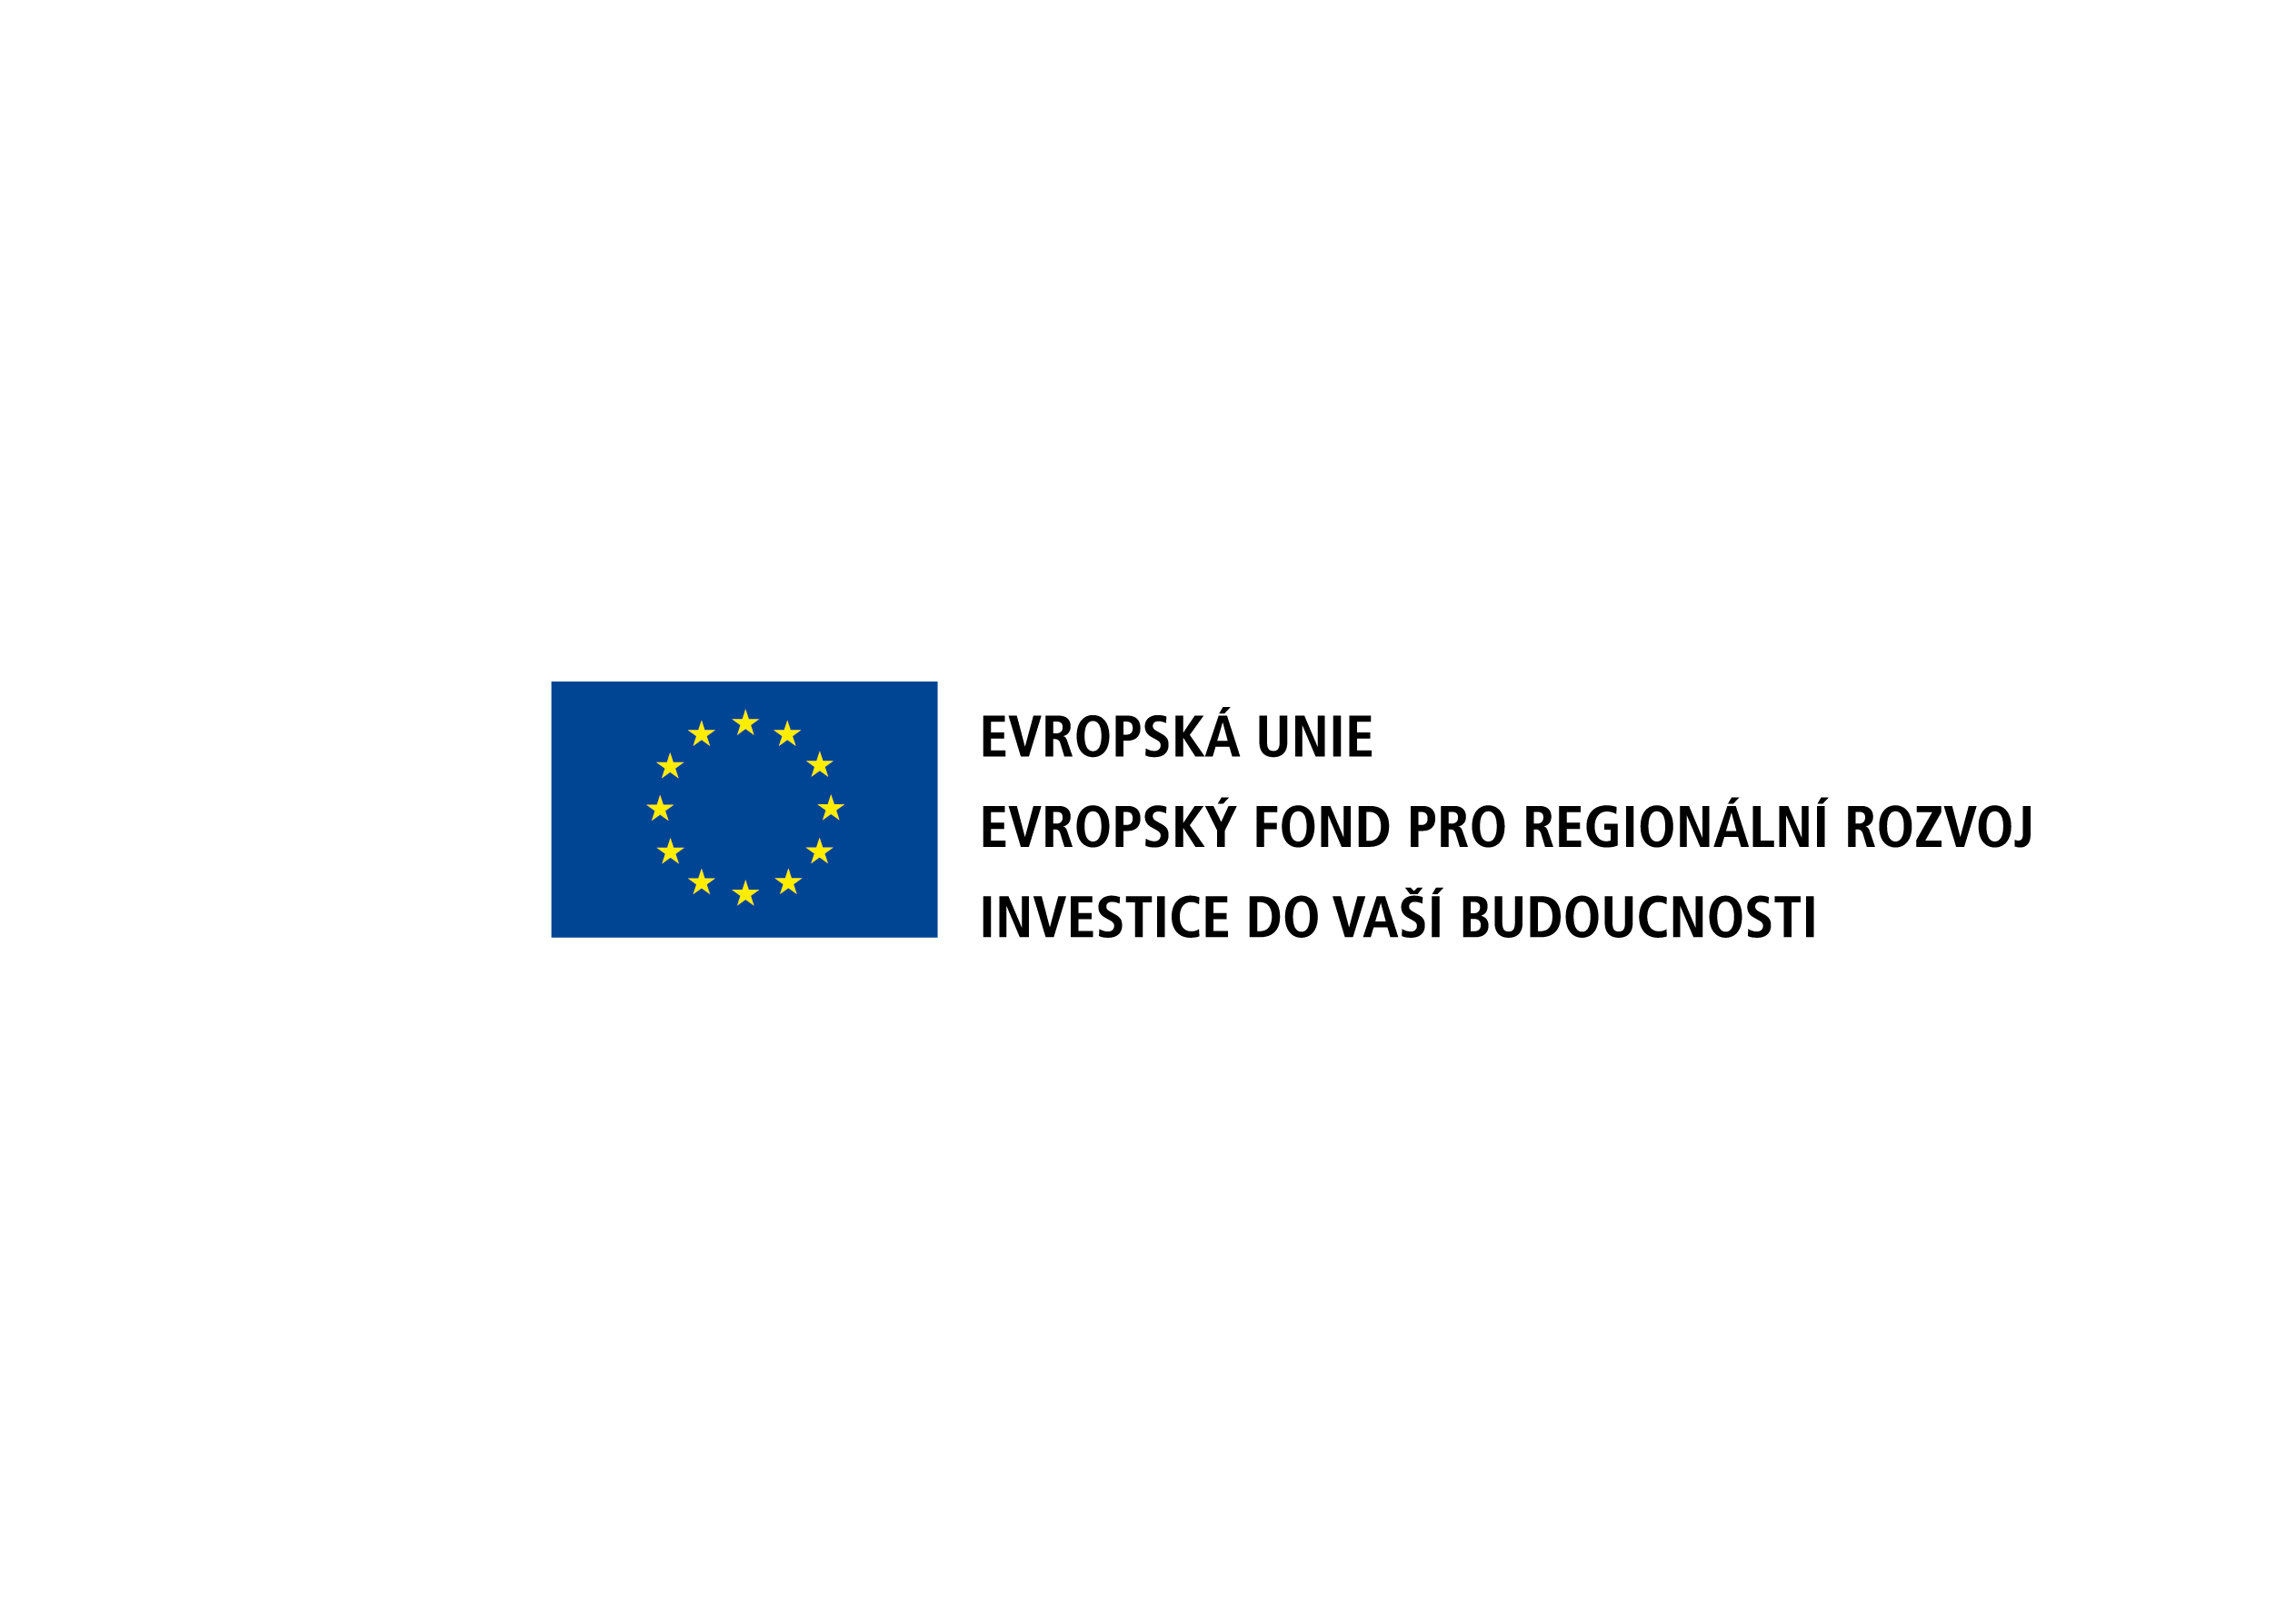 EVROPSKÁ UNIE
EVROPSKÝ FOND PRO REGIONÁLNÍ ROZVOJ
INVESTICE DO VAŠÍ BUDOUCNOSTI